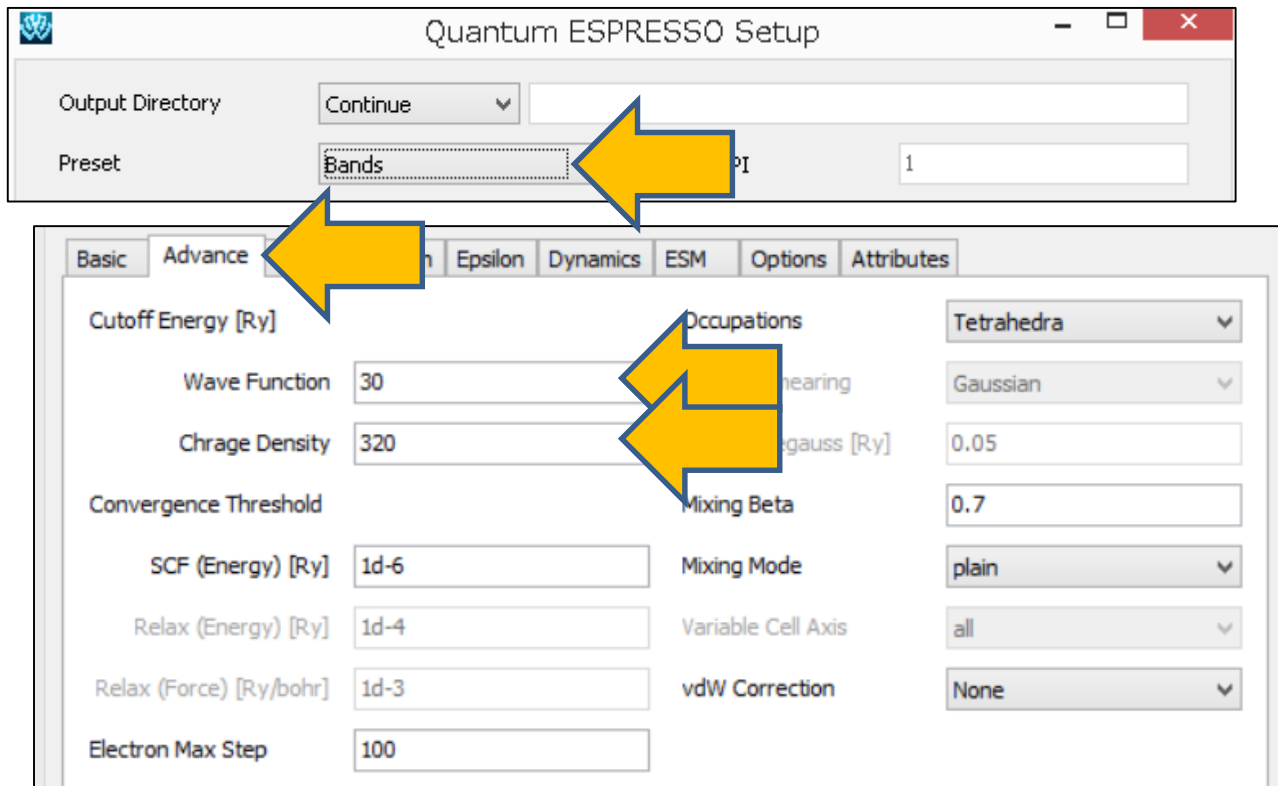 Quantum ESPRESSO Setup
Output Directory Continue
Preset Bands 1
Basic Advance Epsilon Dynamics ESM Options Attributes
Cutoff Energy [Ry] Occupations Tetrahedra
Wave Function 30 Gaussian
Chrage Density 320 [Ry] 0.05
Convergence Threshold Mixing Beta 0.7
SCF (Energy) [Ry] 1d-6 Mixing Mode plain
Relax (Energy) [Ry] 1d-4 Variable Cell Axis all
Relax (Force) [Ry/bohr] 1d-3 vdW Correction None
Electron Max Step 100